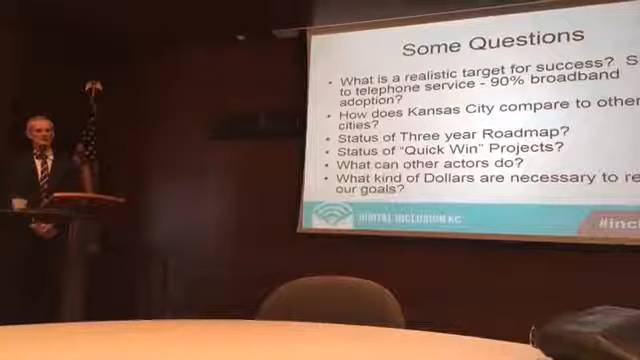 Some Questions
• What is a realistic target for success? S
to telephone service - 90% broadband
adoption?
• How does Kansas City compare to other
cities?
• Status of Three year Roadmap?
• Status of "Quick Win" Projects?
• What can other actors do?
• What kind of Dollars are necessary to re
our goals?
DIGITAL INCLUSION KC
#inc